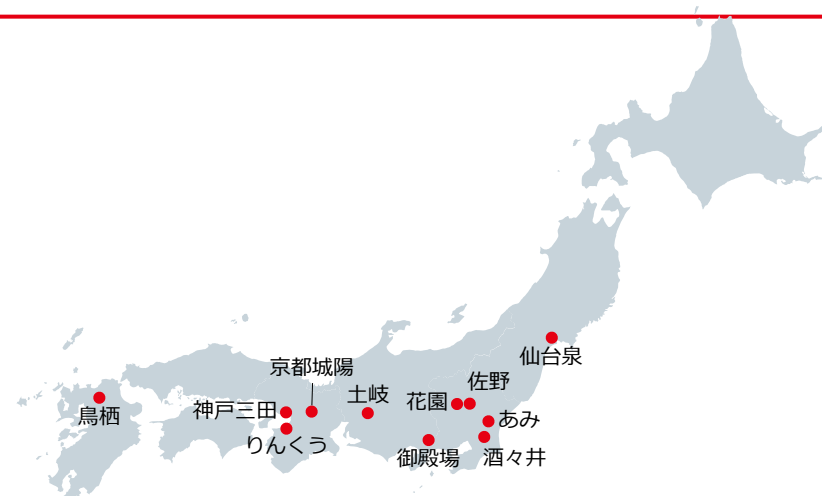 仙台泉
京都城陽
佐野
土岐
花園
神戸三田
鳥栖
あみ
りんくう
御殿場
酒々井